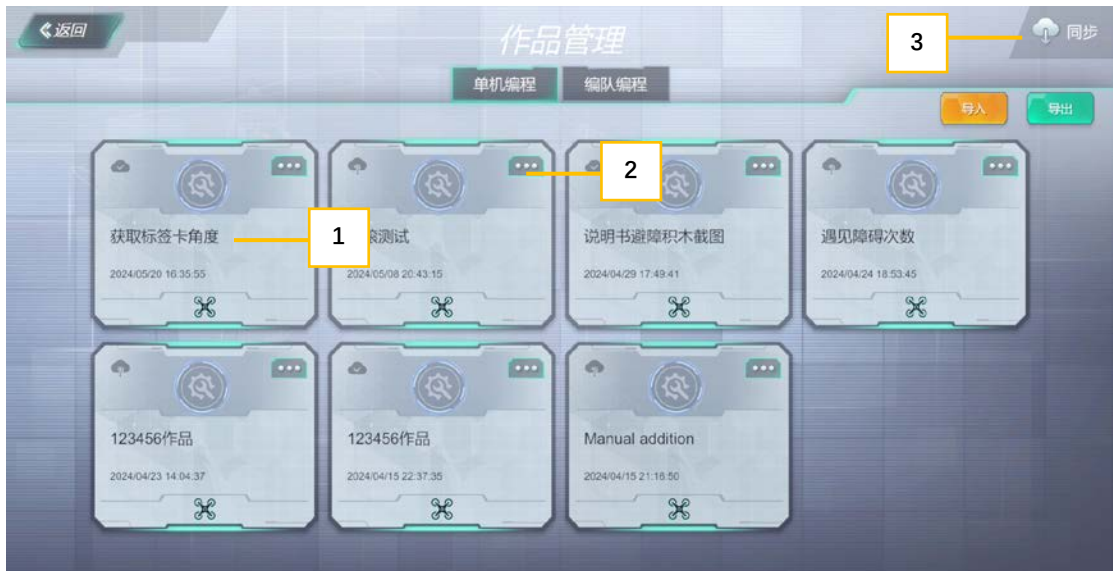 返回
作品管理
3
同步
单机编程
编队编程
导入
导出
2
获取标签卡角度
1
测试
说明书避障积木截图
遇见障碍次数
2024/05/20 16:35:55
2024/05/08 20:43:15
2024/04/29 17:49:41
2024/04/24 18:53:45
123456作品
123456作品
Manual addition
2024/04/23 14:04:37
2024/04/15 22:37:35
2024/04/15 21:16:50